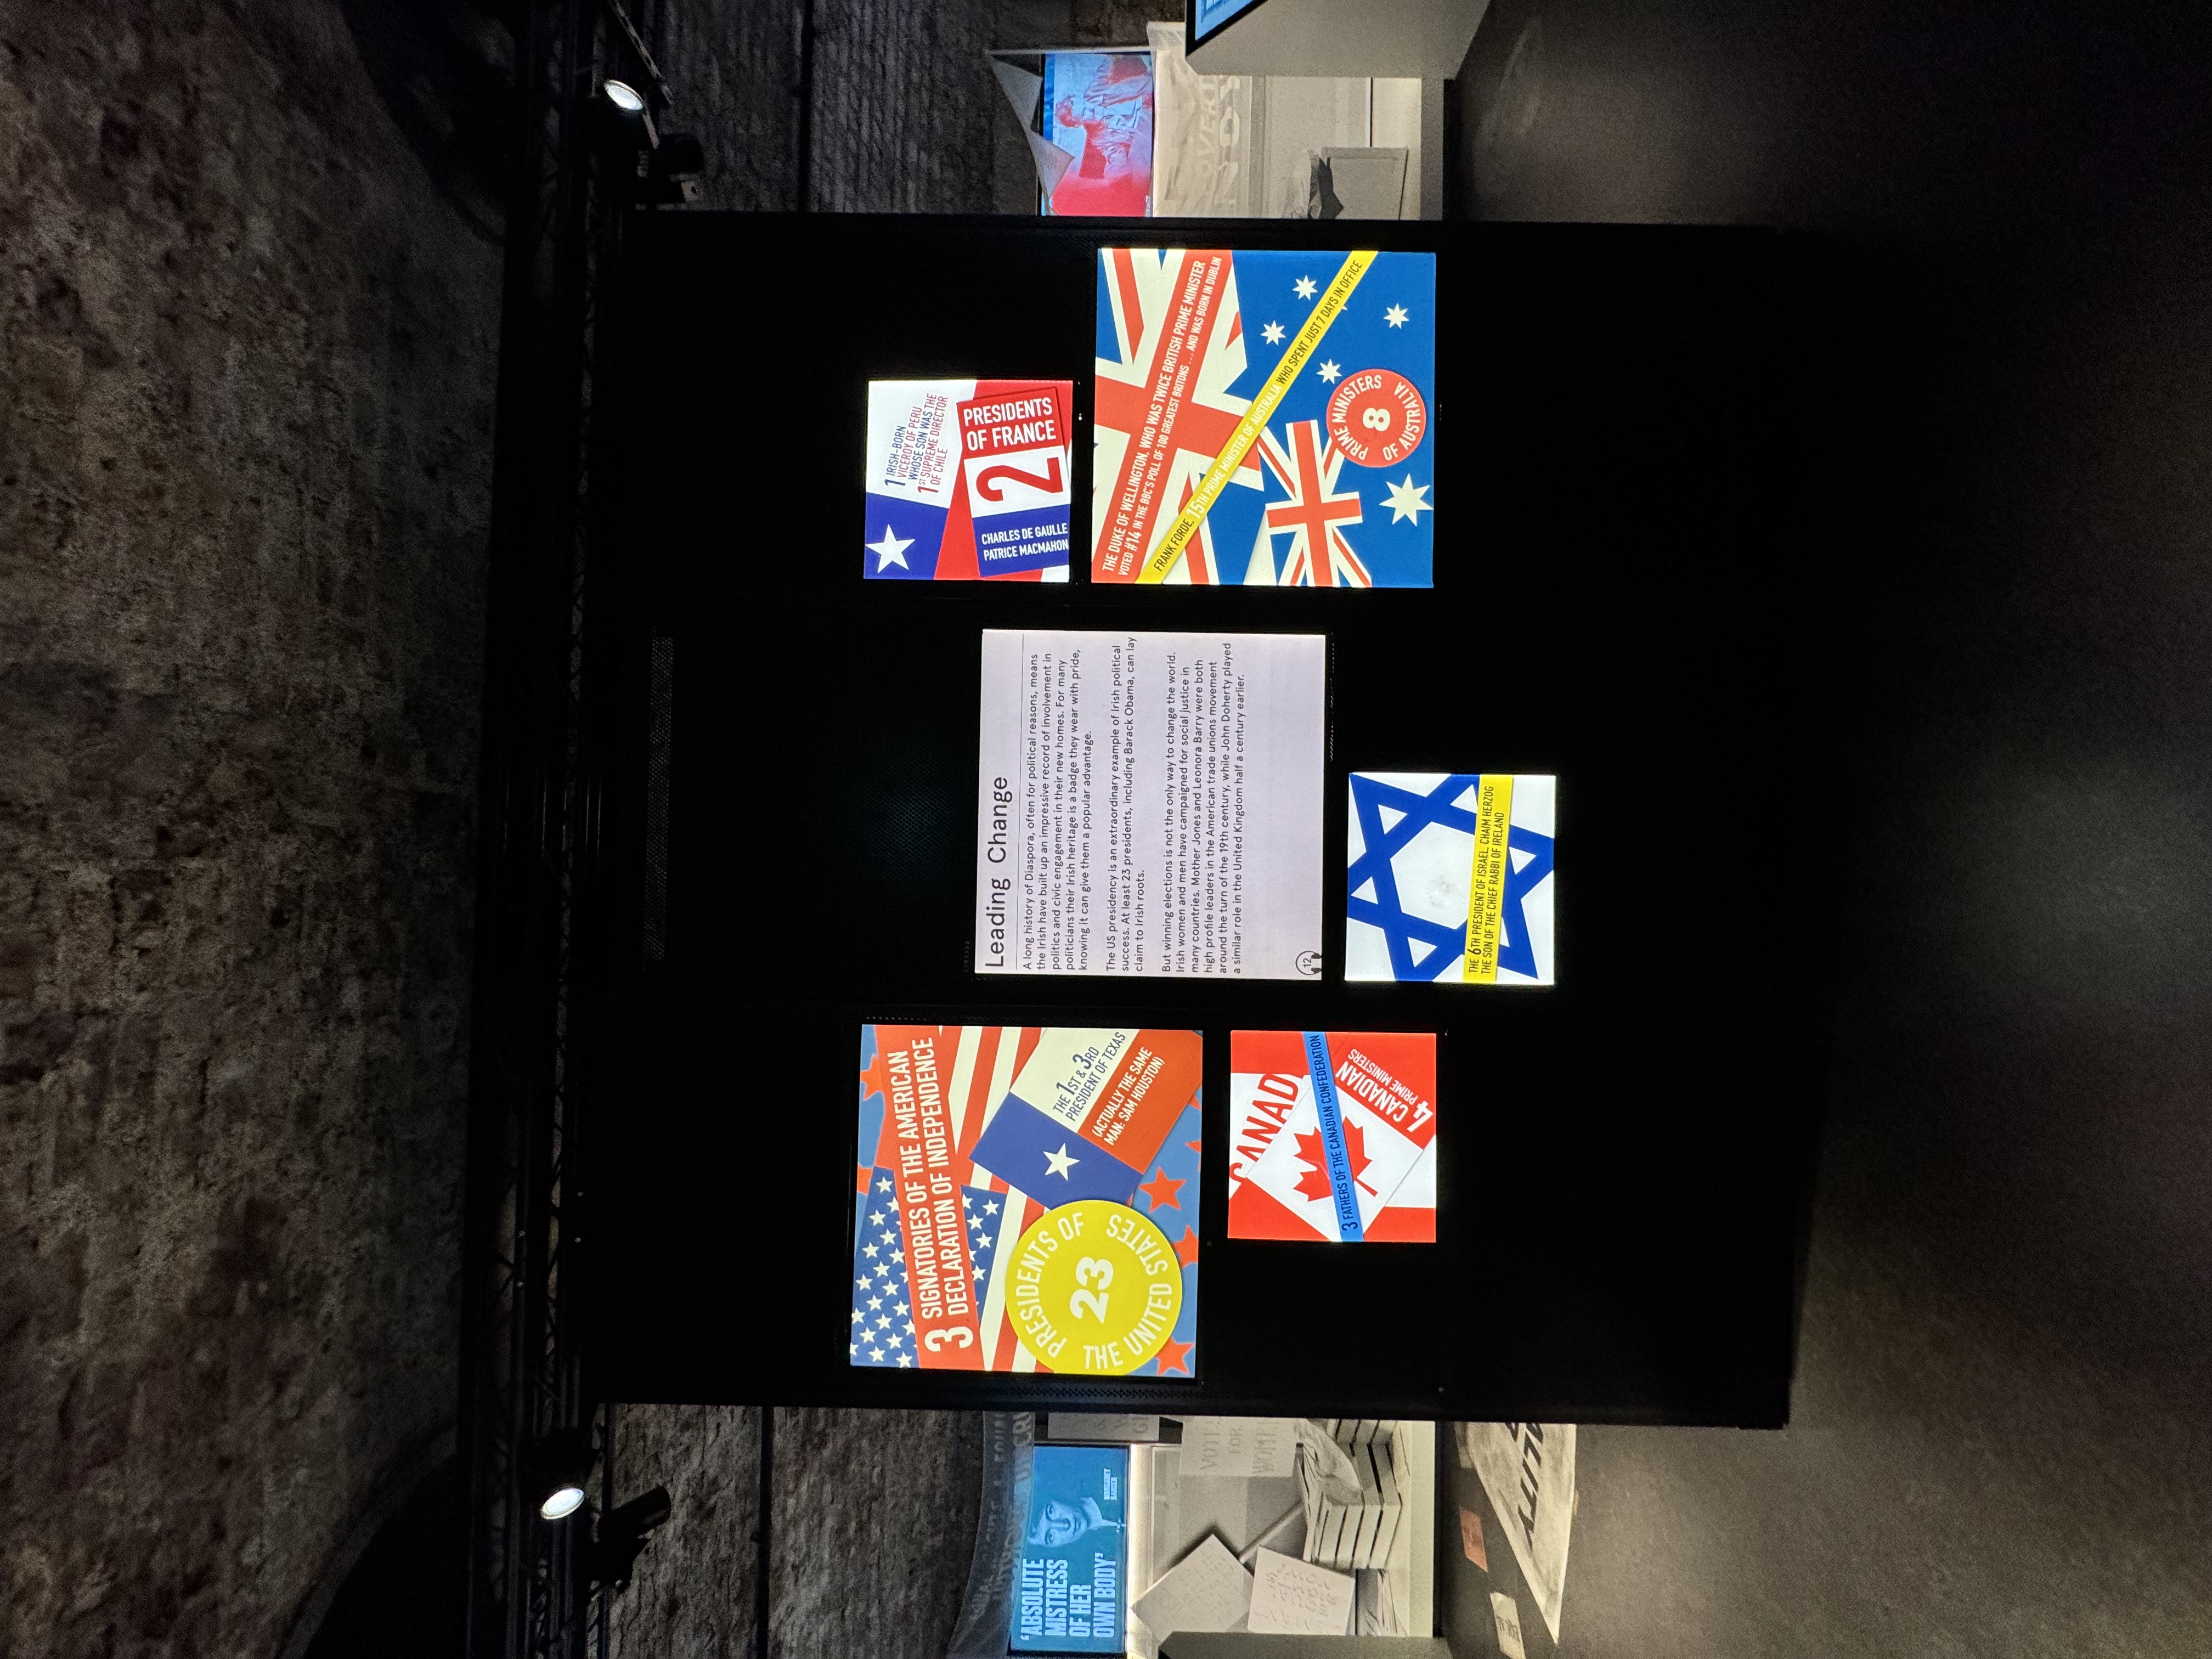 3 SIGNATORIES OF THE AMERICAN
DECLARATION OF INDEPENDENCE
PRESIDENTS OF
23
THE UNITED STATES
THE 1ST & 3RD
PRESIDENT OF TEXAS
(ACTUALLY THE SAME
MAN: SAM HOUSTON)
CANAD
3 FATHERS OF THE CANADIAN CONFEDERATION
4 CANADIAN
PRIME MINISTERS
Leading Change
A long history of Diaspora, often for political reasons, means
the Irish have built up an impressive record of involvement in
politics and civic engagement in their new homes. For many
politicians their Irish heritage is a badge they wear with pride,
knowing it can give them a popular advantage.
The US presidency is an extraordinary example of Irish political
success. At least 23 presidents, including Barack Obama, can lay
claim to Irish roots.
But winning elections is not the only way to change the world.
Irish women and men have campaigned for social justice in
many countries. Mother Jones and Leonora Barry were both
high profile leaders in the American trade unions movement
around the turn of the 19th century, while John Doherty played
a similar role in the United Kingdom half a century earlier.
12
THE 6TH PRESIDENT OF ISRAEL, CHAIM HERZOG
THE SON OF THE CHIEF RABBI OF IRELAND
1 IRISH-BORN
VICEROY OF PERU
WHOSE SON WAS THE
1ST SUPREME DIRECTOR
OF CHILE
2 PRESIDENTS
OF FRANCE
CHARLES DE GAULLE
PATRICE MACMAHON
THE DUKE OF WELLINGTON, WHO WAS TWICE BRITISH PRIME MINISTER
VOTED #14 IN THE BBC'S POLL OF 100 GREATEST BRITONS ... AND WAS BORN IN DUBLIN
FRANK FORDE: 15TH PRIME MINISTER OF AUSTRALIA WHO SPENT JUST 7 DAYS IN OFFICE
PRIME MINISTERS
8
OF AUSTRALIA
'ABSOLUTE
MISTRESS
OF HER
OWN BODY'
MARGARET
SANGER
VOTES
FOR
WOMEN
ALITY